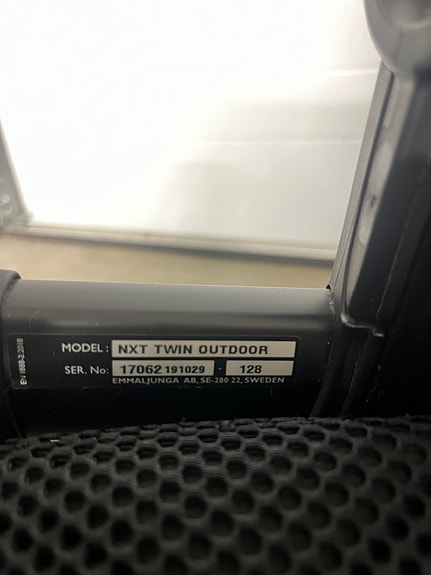 MODEL: NXT TWIN OUTDOOR
SER. No: 17062 191029 - 128
EMMALJUNGA AB, SE-280 22, SWEDEN
EN 1888-2:2018